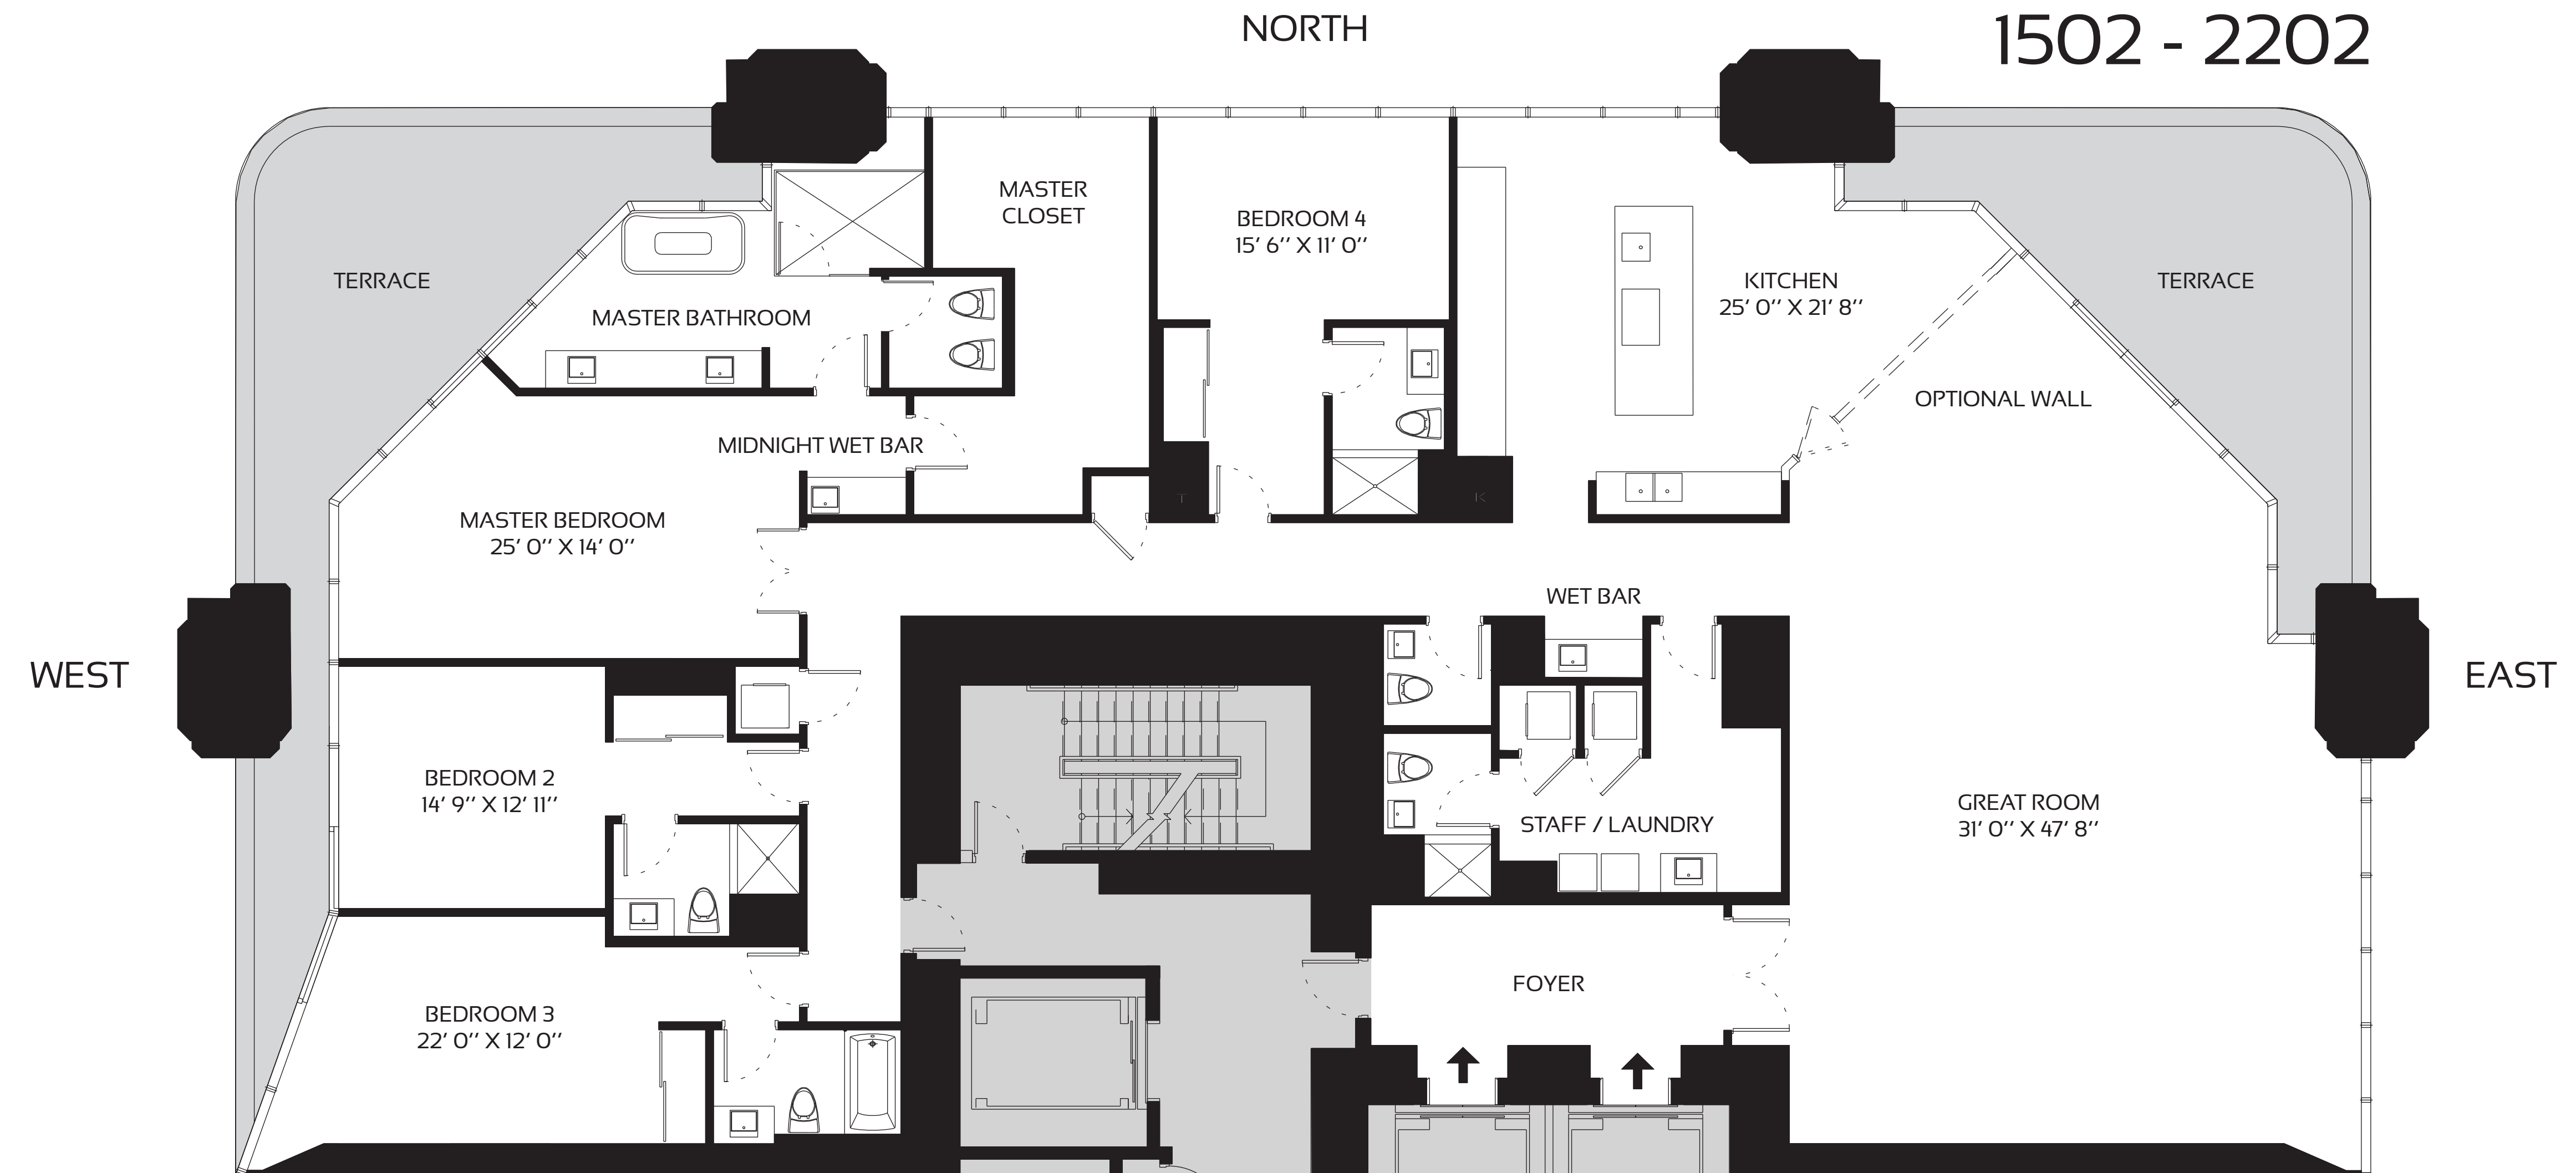 NORTH
1502 - 2202
MASTER
CLOSET
BEDROOM 4
15' 6'' X 11' 0''
TERRACE
KITCHEN
25' 0'' X 21' 8''
TERRACE
MASTER BATHROOM
OPTIONAL WALL
MIDNIGHT WET BAR
T
K
MASTER BEDROOM
25' 0'' X 14' 0''
WET BAR
WEST
EAST
BEDROOM 2
14' 9'' X 12' 11''
GREAT ROOM
31' 0'' X 47' 8''
STAFF / LAUNDRY
FOYER
BEDROOM 3
22' 0'' X 12' 0''